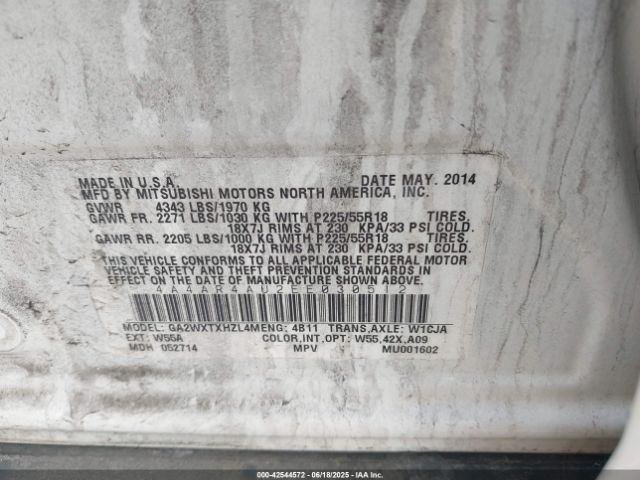 MADE IN U.S.A. DATE MAY. 2014
MFD BY MITSUBISHI MOTORS NORTH AMERICA, INC.
GVWR 4343 LBS/1970 KG
GAWR FR. 2271 LBS/1030 KG WITH P225/55R18 TIRES,
18X7J RIMS AT 230 KPA/33 PSI COLD.
GAWR RR. 2205 LBS/1000 KG WITH P225/55R18 TIRES,
18X7J RIMS AT 230 KPA/33 PSI COLD.
THIS VEHICLE CONFORMS TO ALL APPLICABLE FEDERAL MOTOR
VEHICLE SAFETY AND THEFT PREVENTION STANDARDS IN
EFFECT ON THE DATE OF MANUFACTURE SHOWN ABOVE.
4A4AR4AU2EE030512
MODEL: GA2WXTXHZL4M ENG: 4B11 TRANS,AXLE: W1CJA
EXT: W55A COLOR,INT,OPT: W55,42X,A09
MDH 052714 MPV MU001602
GA-42544572 | 06/18/2025 | © IAA, Inc.